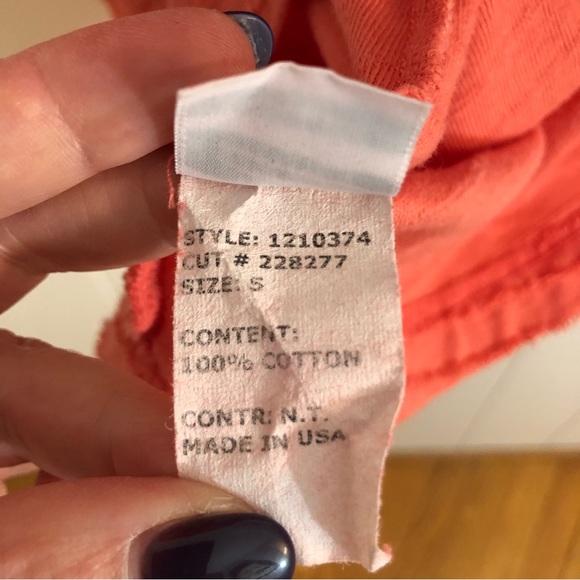 STYLE: 1210374
CUT # 228277
SIZE: S
CONTENT:
100% COTTON
CONTR: N.T.
MADE IN USA